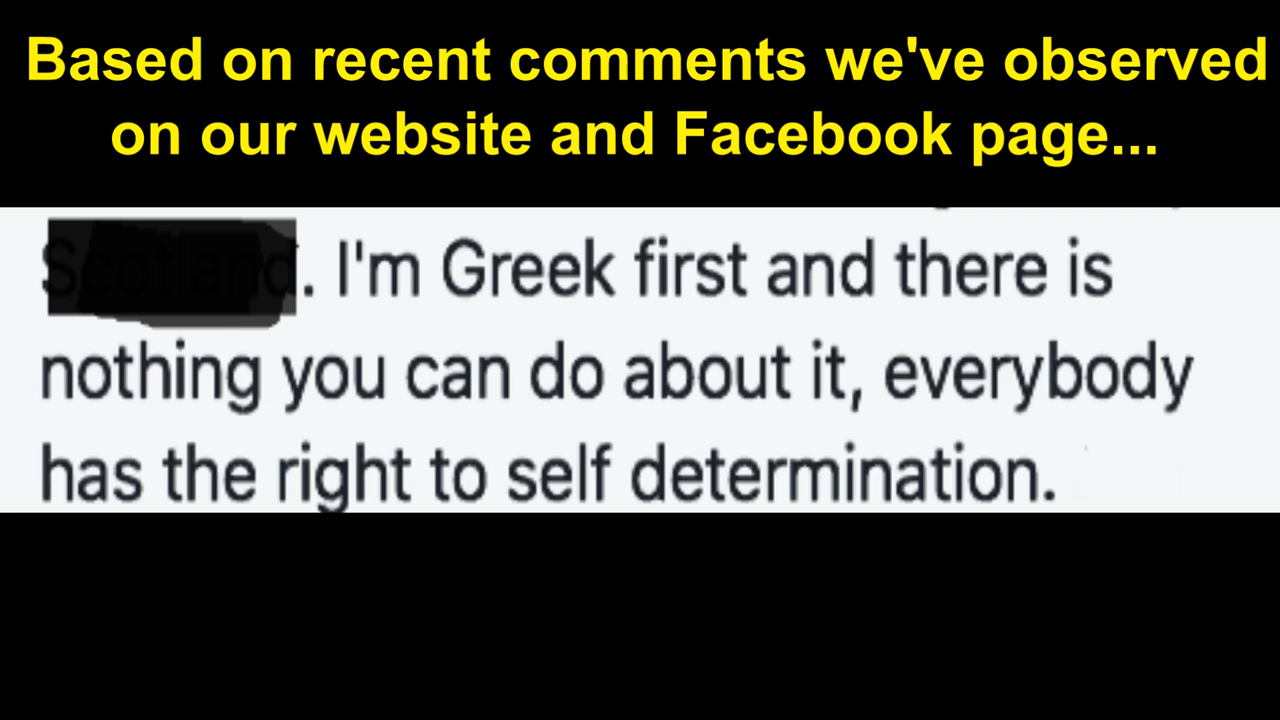 Based on recent comments we've observed
on our website and Facebook page...
Scotland. I'm Greek first and there is
nothing you can do about it, everybody
has the right to self determination.